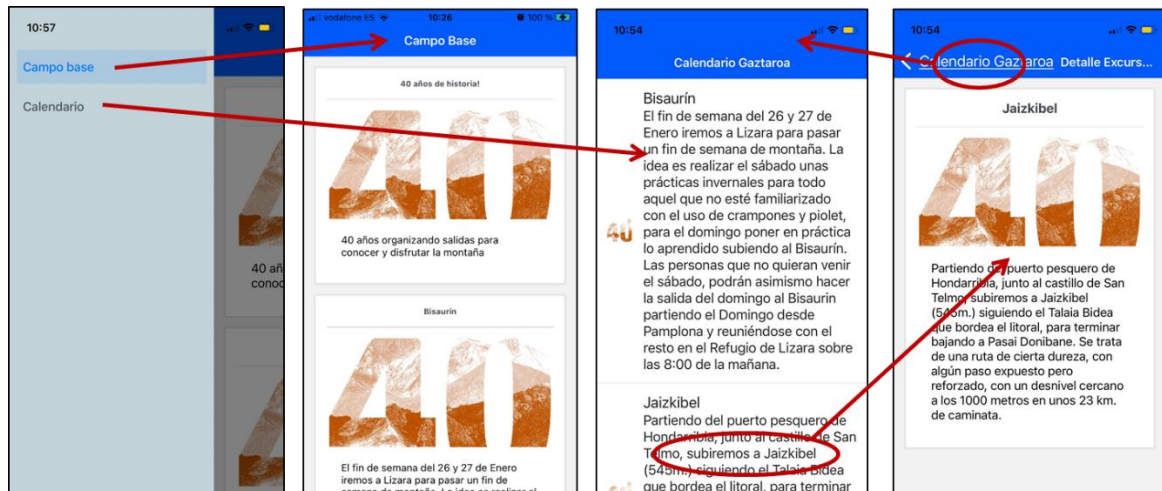 10:57
Campo base
Calendario
40 añ
conoc
vodafone ES
10:26
100 %
Campo Base
40 años de historia!
40
40 años organizando salidas para
conocer y disfrutar la montaña
Bisaurín
40
El fin de semana del 26 y 27 de Enero
iremos a Lizara para pasar un fin de
semana de montaña. La idea es realizar el
10:54
Calendario Gaztaroa
40
Bisaurín
El fin de semana del 26 y 27 de
Enero iremos a Lizara para pasar
un fin de semana de montaña. La
idea es realizar el sábado unas
prácticas invernales para todo
aquel que no esté familiarizado
con el uso de crampones y piolet,
para el domingo poner en práctica
lo aprendido subiendo al Bisaurín.
Las personas que no quieran venir
el sábado, podrán asimismo hacer
la salida del domingo al Bisaurin
partiendo el Domingo desde
Pamplona y reuniéndose con el
resto en el Refugio de Lizara sobre
las 8:00 de la mañana.
Jaizkibel
Partiendo del puerto pesquero de
Hondarribia, junto al castillo de San
Telmo, subiremos a Jaizkibel
(545m.) siguiendo el Talaia Bidea
que bordea el litoral, para terminar
10:54
Calendario Gaztaroa Detalle Excurs...
Jaizkibel
40
Partiendo del puerto pesquero de
Hondarribia, junto al castillo de San
Telmo, subiremos a Jaizkibel
(545m.) siguiendo el Talaia Bidea
que bordea el litoral, para terminar
bajando a Pasai Donibane. Se trata
de una ruta de cierta dureza, con
algún paso expuesto pero
reforzado, con un desnivel cercano
a los 1000 metros en unos 23 km.
de caminata.